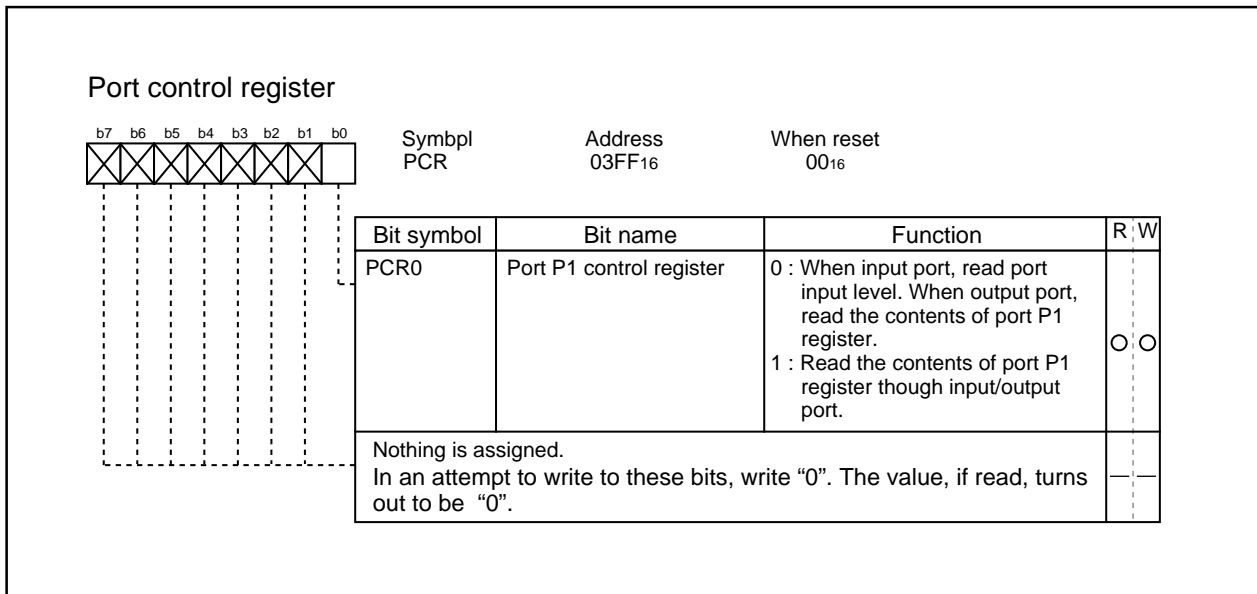 Port control register
b7 b6 b5 b4 b3 b2 b1 b0
Symbpl Address When reset
PCR 03FF16 0016
Bit symbol Bit name Function R W
PCR0 Port P1 control register 0 : When input port, read port
input level. When output port,
read the contents of port P1
register.
1 : Read the contents of port P1
register though input/output
port.
Nothing is assigned.
In an attempt to write to these bits, write “0”. The value, if read, turns
out to be “0”.